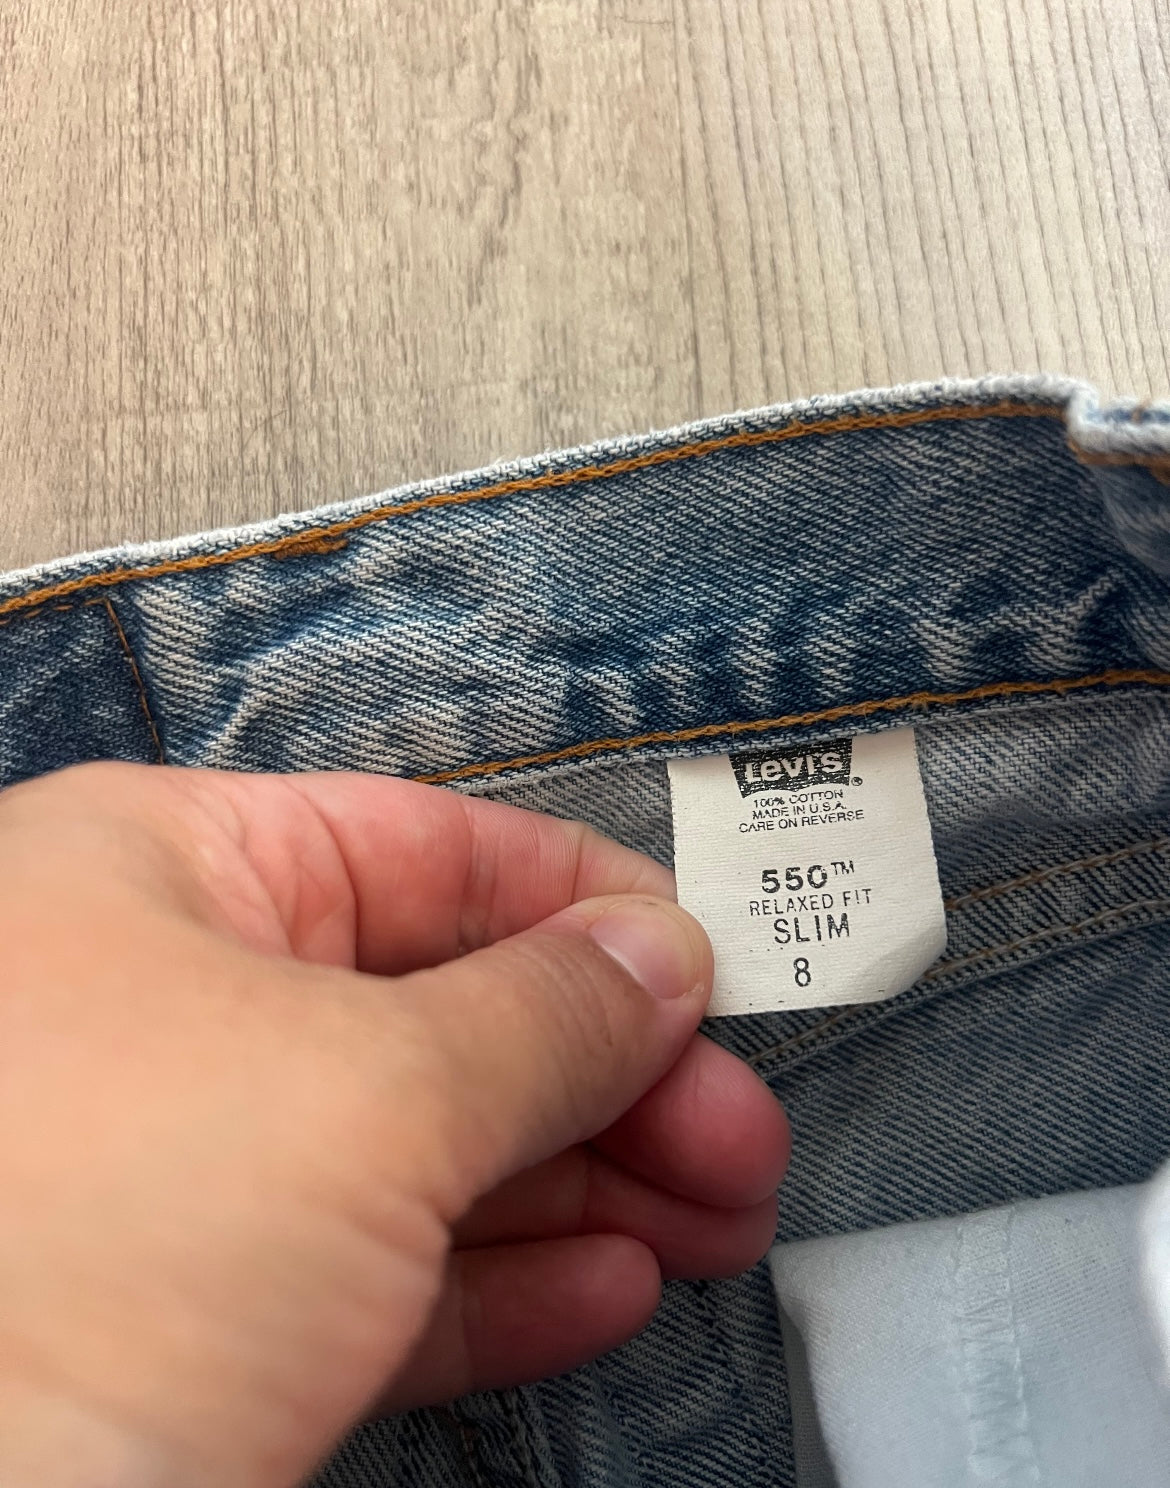 Levi's®
100% COTTON
MADE IN U.S.A.
CARE ON REVERSE
550™
RELAXED FIT
SLIM
8